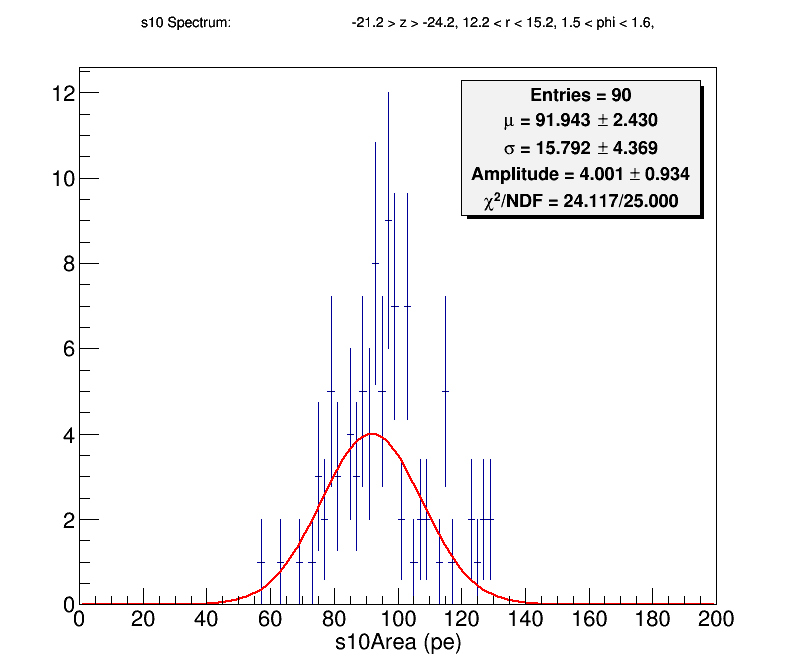 s10 Spectrum: -21.2 > z > -24.2, 12.2 < r < 15.2, 1.5 < phi < 1.6,
Entries = 90
μ = 91.943 ± 2.430
σ = 15.792 ± 4.369
Amplitude = 4.001 ± 0.934
χ²/NDF = 24.117/25.000
12
10
8
6
4
2
0
0 20 40 60 80 100 120 140 160 180 200
s10Area (pe)